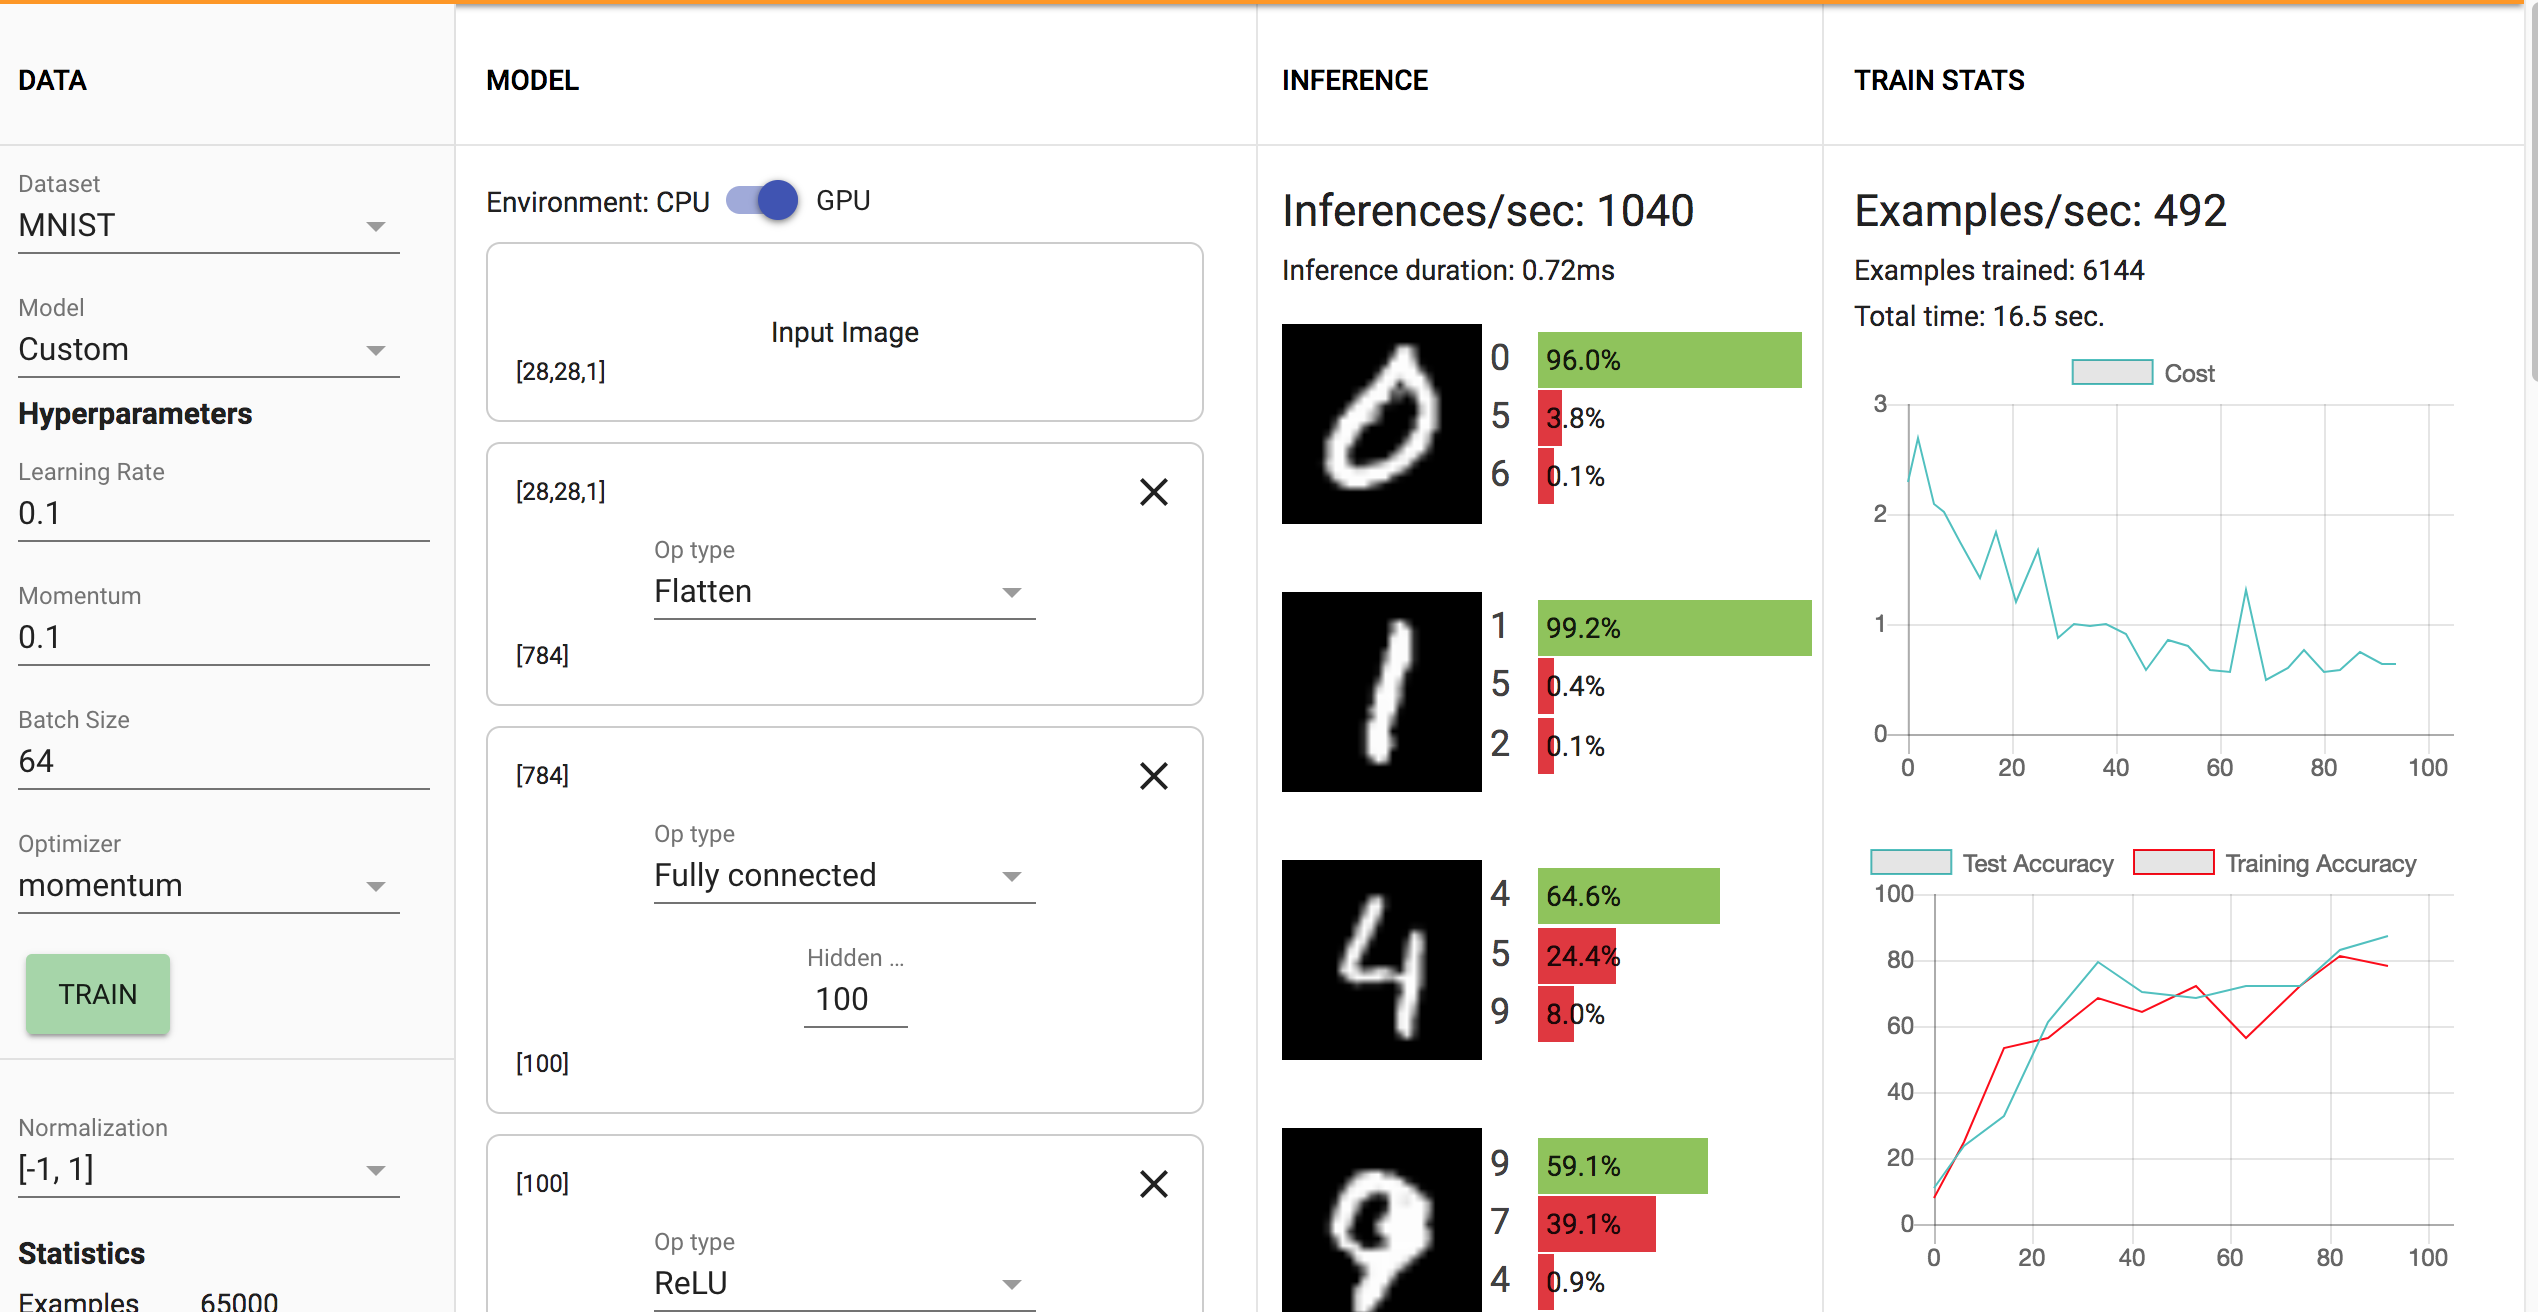 DATA
Dataset
MNIST
Model
Custom
Hyperparameters
Learning Rate
0.1
Momentum
0.1
Batch Size
64
Optimizer
momentum
TRAIN
Normalization
[-1, 1]
Statistics
Examples 65000
MODEL
Environment: CPU GPU
Input Image
[28,28,1]
[28,28,1]
Op type
Flatten
[784]
[784]
Op type
Fully connected
Hidden ...
100
[100]
[100]
Op type
ReLU
INFERENCE
Inferences/sec: 1040
Inference duration: 0.72ms
0 96.0%
5 3.8%
6 0.1%
1 99.2%
5 0.4%
2 0.1%
4 64.6%
5 24.4%
9 8.0%
9 59.1%
7 39.1%
4 0.9%
0
1
4
9
TRAIN STATS
Examples/sec: 492
Examples trained: 6144
Total time: 16.5 sec.
Cost
3
2
1
0
0 20 40 60 80 100
Test Accuracy Training Accuracy
100
80
60
40
20
0
0 20 40 60 80 100